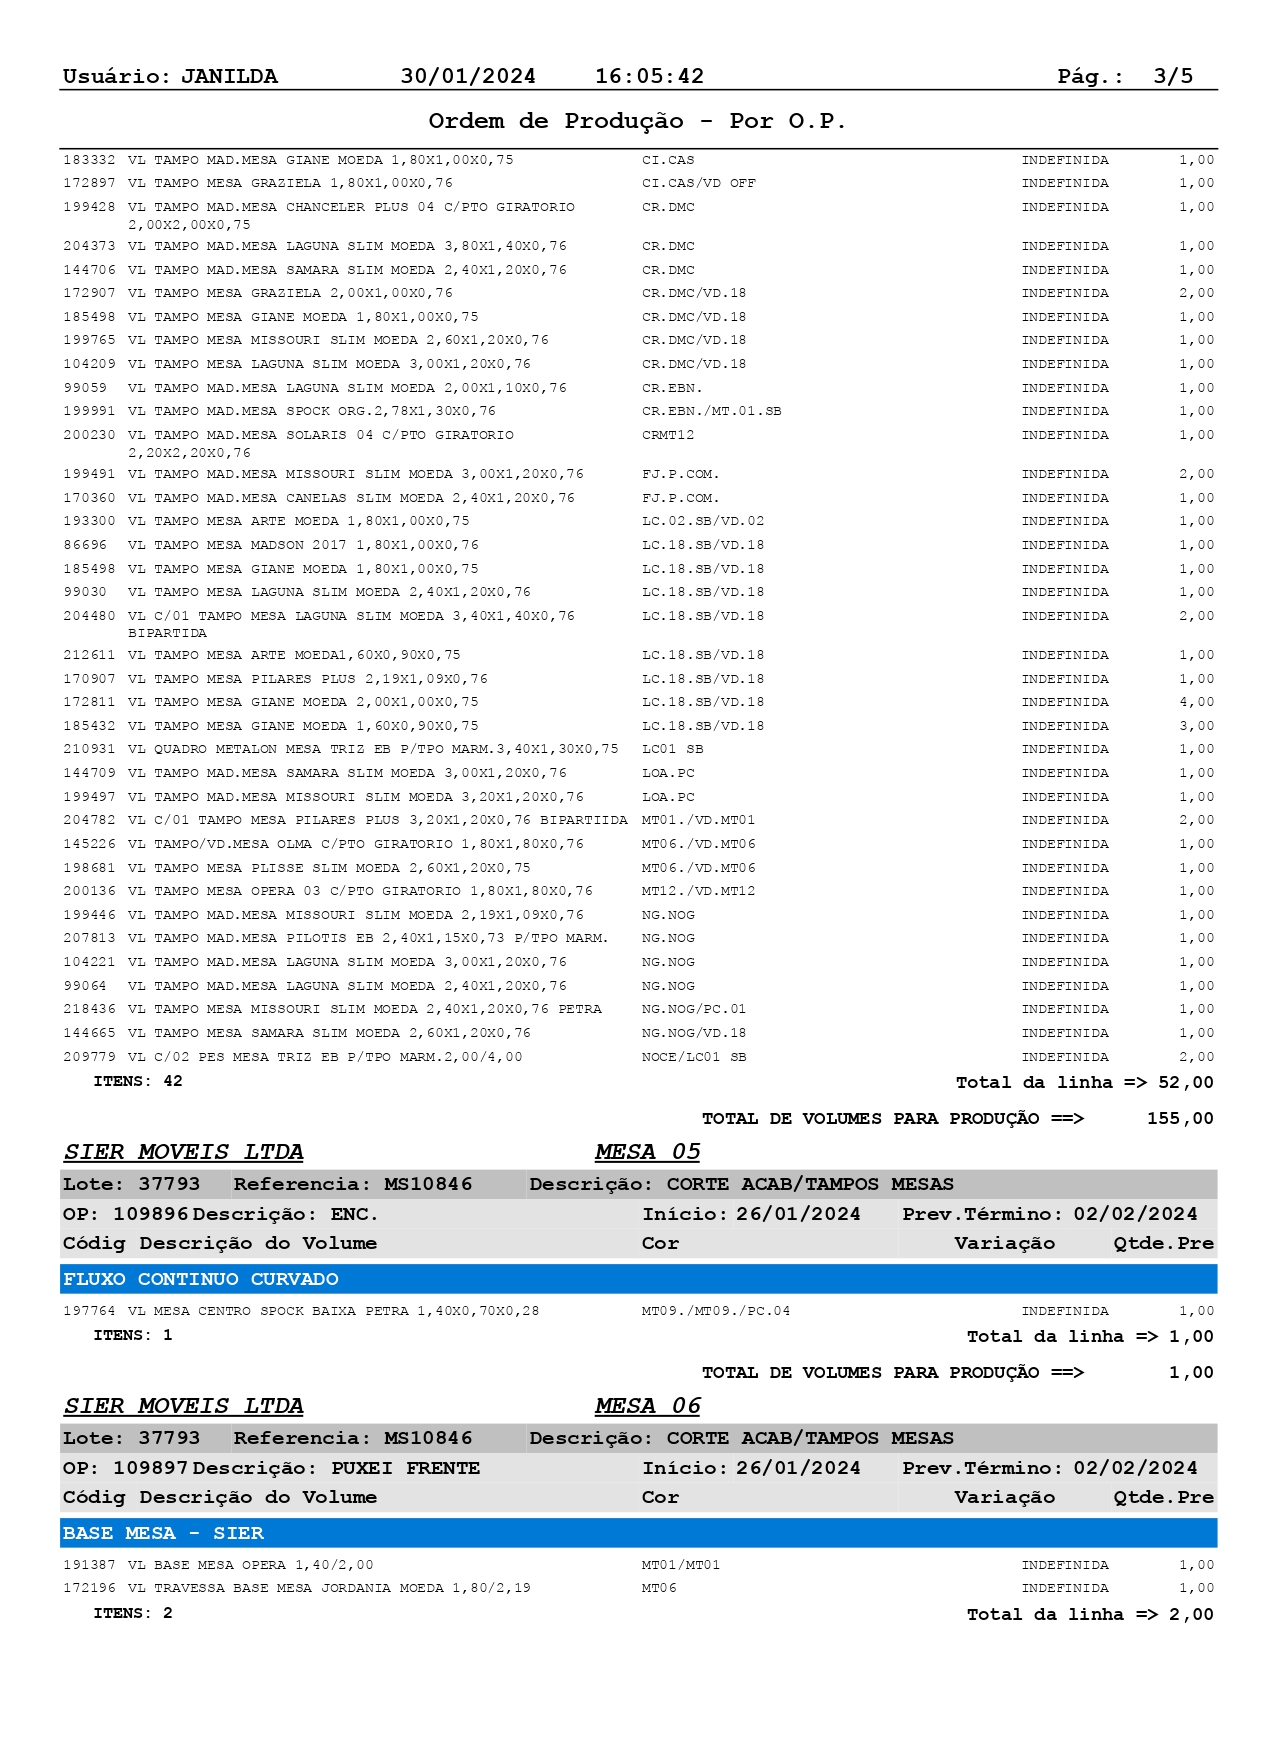 Usuário: JANILDA 30/01/2024 16:05:42 Pág.: 3/5
Ordem de Produção - Por O.P.
183332 VL TAMPO MAD.MESA GIANE MOEDA 1,80X1,00X0,75 CI.CAS INDEFINIDA 1,00
172897 VL TAMPO MESA GRAZIELA 1,80X1,00X0,76 CI.CAS/VD OFF INDEFINIDA 1,00
199428 VL TAMPO MAD.MESA CHANCELER PLUS 04 C/PTO GIRATORIO CR.DMC INDEFINIDA 1,00
2,00X2,00X0,75
204373 VL TAMPO MAD.MESA LAGUNA SLIM MOEDA 3,80X1,40X0,76 CR.DMC INDEFINIDA 1,00
144706 VL TAMPO MAD.MESA SAMARA SLIM MOEDA 2,40X1,20X0,76 CR.DMC INDEFINIDA 1,00
172907 VL TAMPO MESA GRAZIELA 2,00X1,00X0,76 CR.DMC/VD.18 INDEFINIDA 2,00
185498 VL TAMPO MESA GIANE MOEDA 1,80X1,00X0,75 CR.DMC/VD.18 INDEFINIDA 1,00
199765 VL TAMPO MESA MISSOURI SLIM MOEDA 2,60X1,20X0,76 CR.DMC/VD.18 INDEFINIDA 1,00
104209 VL TAMPO MESA LAGUNA SLIM MOEDA 3,00X1,20X0,76 CR.DMC/VD.18 INDEFINIDA 1,00
99059 VL TAMPO MAD.MESA LAGUNA SLIM MOEDA 2,00X1,10X0,76 CR.EBN. INDEFINIDA 1,00
199991 VL TAMPO MAD.MESA SPOCK ORG.2,78X1,30X0,76 CR.EBN./MT.01.SB INDEFINIDA 1,00
200230 VL TAMPO MAD.MESA SOLARIS 04 C/PTO GIRATORIO CRMT12 INDEFINIDA 1,00
2,20X2,20X0,76
199491 VL TAMPO MAD.MESA MISSOURI SLIM MOEDA 3,00X1,20X0,76 FJ.P.COM. INDEFINIDA 2,00
170360 VL TAMPO MAD.MESA CANELAS SLIM MOEDA 2,40X1,20X0,76 FJ.P.COM. INDEFINIDA 1,00
193300 VL TAMPO MESA ARTE MOEDA 1,80X1,00X0,75 LC.02.SB/VD.02 INDEFINIDA 1,00
86696 VL TAMPO MESA MADSON 2017 1,80X1,00X0,76 LC.18.SB/VD.18 INDEFINIDA 1,00
185498 VL TAMPO MESA GIANE MOEDA 1,80X1,00X0,75 LC.18.SB/VD.18 INDEFINIDA 1,00
99030 VL TAMPO MESA LAGUNA SLIM MOEDA 2,40X1,20X0,76 LC.18.SB/VD.18 INDEFINIDA 1,00
204480 VL C/01 TAMPO MESA LAGUNA SLIM MOEDA 3,40X1,40X0,76 LC.18.SB/VD.18 INDEFINIDA 2,00
BIPARTIDA
212611 VL TAMPO MESA ARTE MOEDA1,60X0,90X0,75 LC.18.SB/VD.18 INDEFINIDA 1,00
170907 VL TAMPO MESA PILARES PLUS 2,19X1,09X0,76 LC.18.SB/VD.18 INDEFINIDA 1,00
172811 VL TAMPO MESA GIANE MOEDA 2,00X1,00X0,75 LC.18.SB/VD.18 INDEFINIDA 4,00
185432 VL TAMPO MESA GIANE MOEDA 1,60X0,90X0,75 LC.18.SB/VD.18 INDEFINIDA 3,00
210931 VL QUADRO METALON MESA TRIZ EB P/TPO MARM.3,40X1,30X0,75 LC01 SB INDEFINIDA 1,00
144709 VL TAMPO MAD.MESA SAMARA SLIM MOEDA 3,00X1,20X0,76 LOA.PC INDEFINIDA 1,00
199497 VL TAMPO MAD.MESA MISSOURI SLIM MOEDA 3,20X1,20X0,76 LOA.PC INDEFINIDA 1,00
204782 VL C/01 TAMPO MESA PILARES PLUS 3,20X1,20X0,76 BIPARTIIDA MT01./VD.MT01 INDEFINIDA 2,00
145226 VL TAMPO/VD.MESA OLMA C/PTO GIRATORIO 1,80X1,80X0,76 MT06./VD.MT06 INDEFINIDA 1,00
198681 VL TAMPO MESA PLISSE SLIM MOEDA 2,60X1,20X0,75 MT06./VD.MT06 INDEFINIDA 1,00
200136 VL TAMPO MESA OPERA 03 C/PTO GIRATORIO 1,80X1,80X0,76 MT12./VD.MT12 INDEFINIDA 1,00
199446 VL TAMPO MAD.MESA MISSOURI SLIM MOEDA 2,19X1,09X0,76 NG.NOG INDEFINIDA 1,00
207813 VL TAMPO MAD.MESA PILOTIS EB 2,40X1,15X0,73 P/TPO MARM. NG.NOG INDEFINIDA 1,00
104221 VL TAMPO MAD.MESA LAGUNA SLIM MOEDA 3,00X1,20X0,76 NG.NOG INDEFINIDA 1,00
99064 VL TAMPO MAD.MESA LAGUNA SLIM MOEDA 2,40X1,20X0,76 NG.NOG INDEFINIDA 1,00
218436 VL TAMPO MESA MISSOURI SLIM MOEDA 2,40X1,20X0,76 PETRA NG.NOG/PC.01 INDEFINIDA 1,00
144665 VL TAMPO MESA SAMARA SLIM MOEDA 2,60X1,20X0,76 NG.NOG/VD.18 INDEFINIDA 1,00
209779 VL C/02 PES MESA TRIZ EB P/TPO MARM.2,00/4,00 NOCE/LC01 SB INDEFINIDA 2,00
ITENS: 42 Total da linha => 52,00
TOTAL DE VOLUMES PARA PRODUÇÃO ==> 155,00
SIER MOVEIS LTDA MESA 05
Lote: 37793 Referencia: MS10846 Descrição: CORTE ACAB/TAMPOS MESAS
OP: 109896 Descrição: ENC. Início: 26/01/2024 Prev.Término: 02/02/2024
Códig Descrição do Volume Cor Variação Qtde.Pre
FLUXO CONTINUO CURVADO
197764 VL MESA CENTRO SPOCK BAIXA PETRA 1,40X0,70X0,28 MT09./MT09./PC.04 INDEFINIDA 1,00
ITENS: 1 Total da linha => 1,00
TOTAL DE VOLUMES PARA PRODUÇÃO ==> 1,00
SIER MOVEIS LTDA MESA 06
Lote: 37793 Referencia: MS10846 Descrição: CORTE ACAB/TAMPOS MESAS
OP: 109897 Descrição: PUXEI FRENTE Início: 26/01/2024 Prev.Término: 02/02/2024
Códig Descrição do Volume Cor Variação Qtde.Pre
BASE MESA - SIER
191387 VL BASE MESA OPERA 1,40/2,00 MT01/MT01 INDEFINIDA 1,00
172196 VL TRAVESSA BASE MESA JORDANIA MOEDA 1,80/2,19 MT06 INDEFINIDA 1,00
ITENS: 2 Total da linha => 2,00